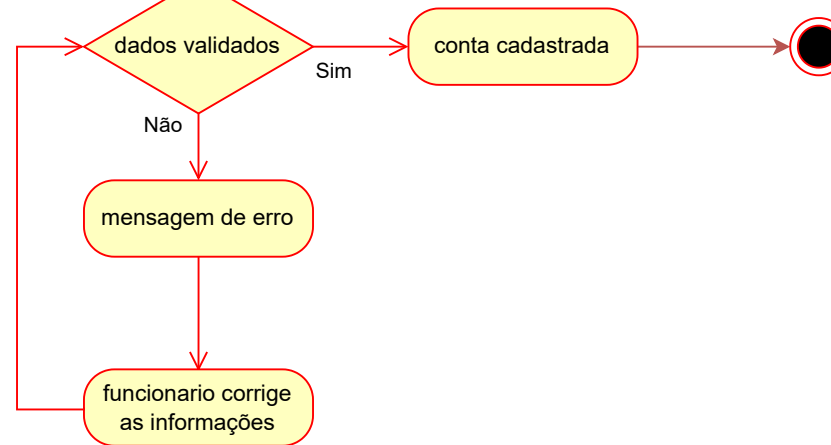 dados validados
conta cadastrada
Sim
Não
mensagem de erro
funcionario corrige
as informações